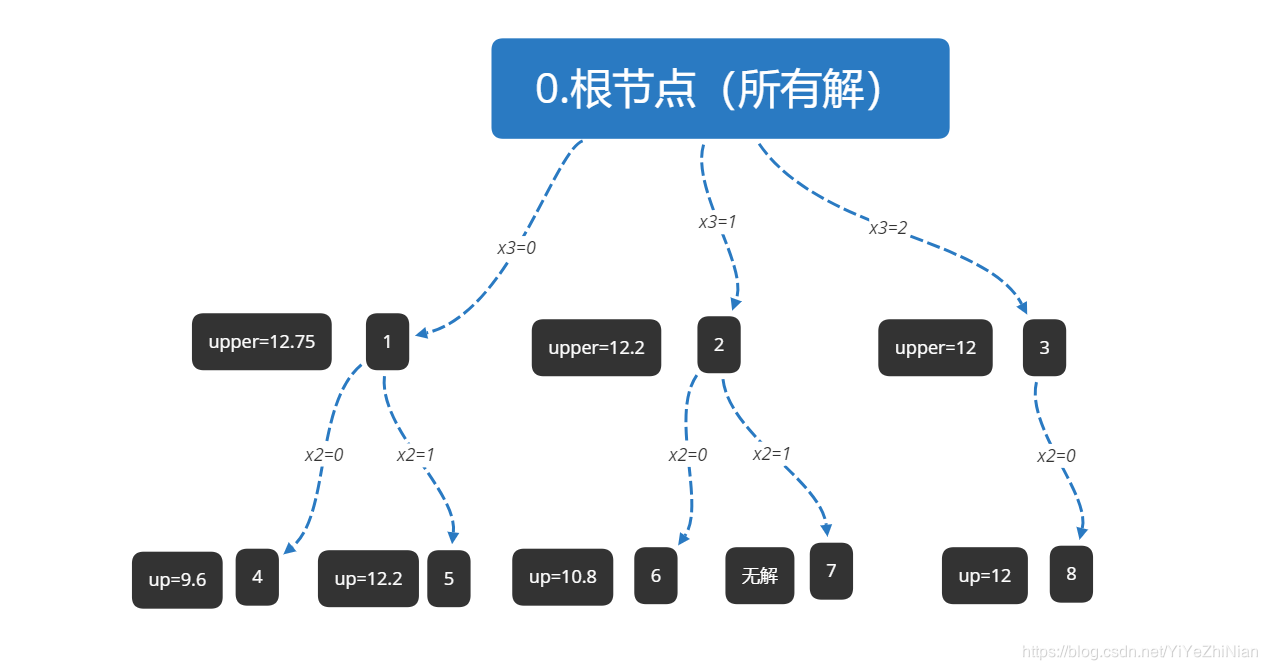 0.根节点（所有解）
x3=0
x3=1
x3=2
upper=12.75
1
upper=12.2
2
upper=12
3
x2=0
x2=1
x2=0
x2=1
x2=0
up=9.6
4
up=12.2
5
up=10.8
6
无解
7
up=12
8
https://blog.csdn.net/YiYeZhiNian